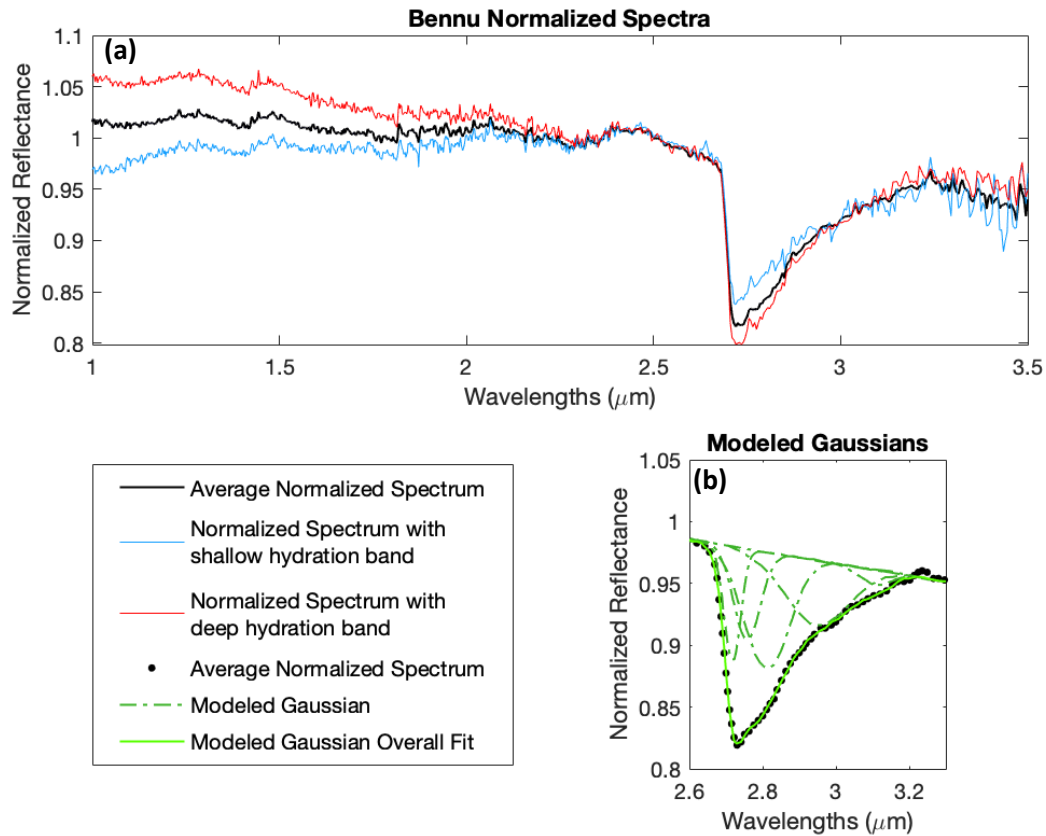 Bennu Normalized Spectra
(a)
1.1
1.05
1
0.95
0.9
0.85
0.8
Normalized Reflectance
1 1.5 2 2.5 3 3.5
Wavelengths (μm)
Average Normalized Spectrum
Normalized Spectrum with
shallow hydration band
Normalized Spectrum with
deep hydration band
Average Normalized Spectrum
Modeled Gaussian
Modeled Gaussian Overall Fit
Modeled Gaussians
(b)
1.05
1
0.95
0.9
0.85
0.8
Normalized Reflectance
2.6 2.8 3 3.2
Wavelengths (μm)